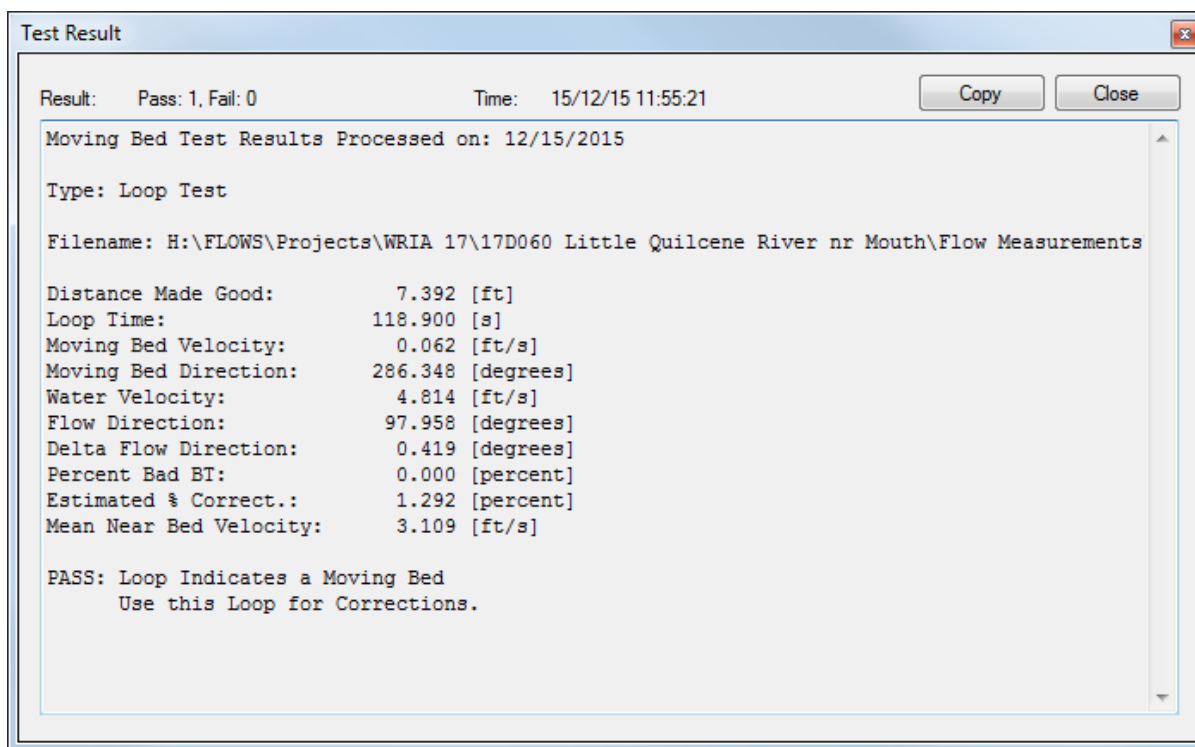 Test Result
Result: Pass: 1, Fail: 0 Time: 15/12/15 11:55:21 Copy Close
Moving Bed Test Results Processed on: 12/15/2015
Type: Loop Test
Filename: H:\FLOWS\Projects\WRIA 17\17D060 Little Quilcene River nr Mouth\Flow Measurements
Distance Made Good: 7.392 [ft]
Loop Time: 118.900 [s]
Moving Bed Velocity: 0.062 [ft/s]
Moving Bed Direction: 286.348 [degrees]
Water Velocity: 4.814 [ft/s]
Flow Direction: 97.958 [degrees]
Delta Flow Direction: 0.419 [degrees]
Percent Bad BT: 0.000 [percent]
Estimated % Correct.: 1.292 [percent]
Mean Near Bed Velocity: 3.109 [ft/s]
PASS: Loop Indicates a Moving Bed
Use this Loop for Corrections.